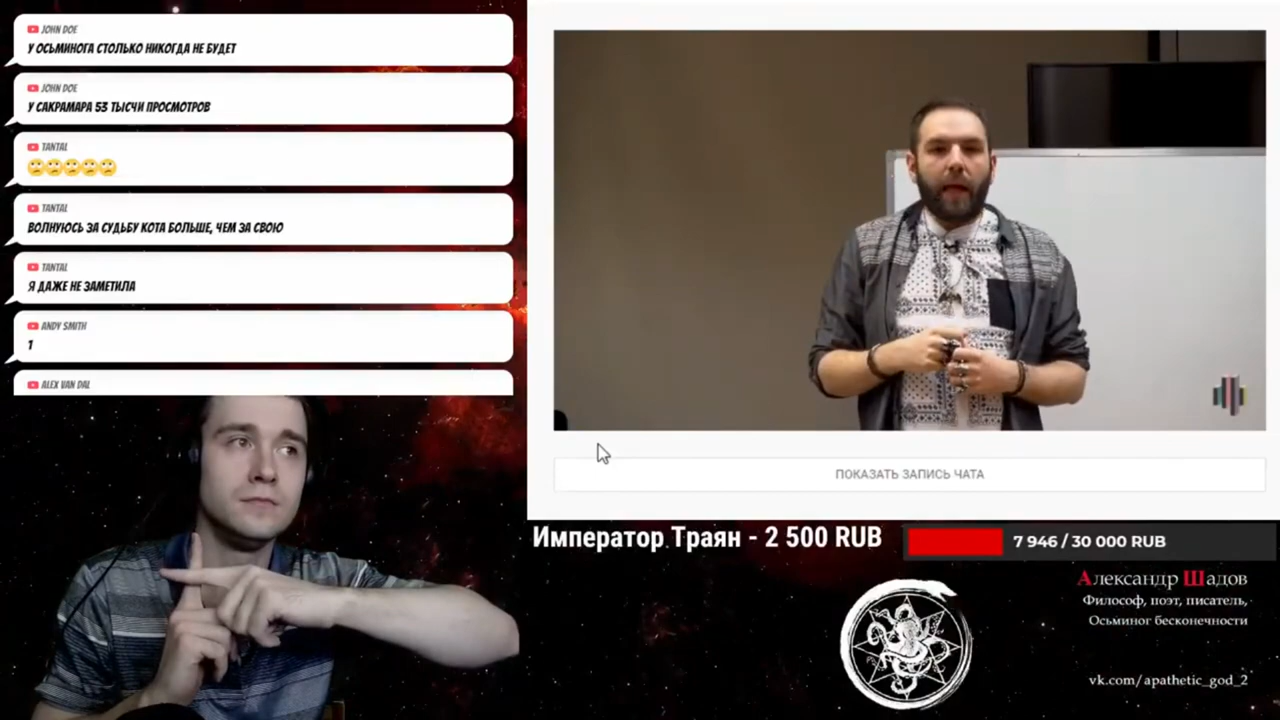 JOHN DOE
У ОСЬМИНОГА СТОЛЬКО НИКОГДА НЕ БУДЕТ
JOHN DOE
У САКРАМАРА 53 ТЫСЧИ ПРОСМОТРОВ
TANTAL
TANTAL
ВОЛНУЮСЬ ЗА СУДЬБУ КОТА БОЛЬШЕ, ЧЕМ ЗА СВОЮ
TANTAL
Я ДАЖЕ НЕ ЗАМЕТИЛА
ANDY SMITH
1
ALEX VAN DAL
ПОКАЗАТЬ ЗАПИСЬ ЧАТА
Император Траян - 2 500 RUB
7 946 / 30 000 RUB
Александр Шадов
Философ, поэт, писатель,
Осьминог бесконечности
vk.com/apathetic_god_2